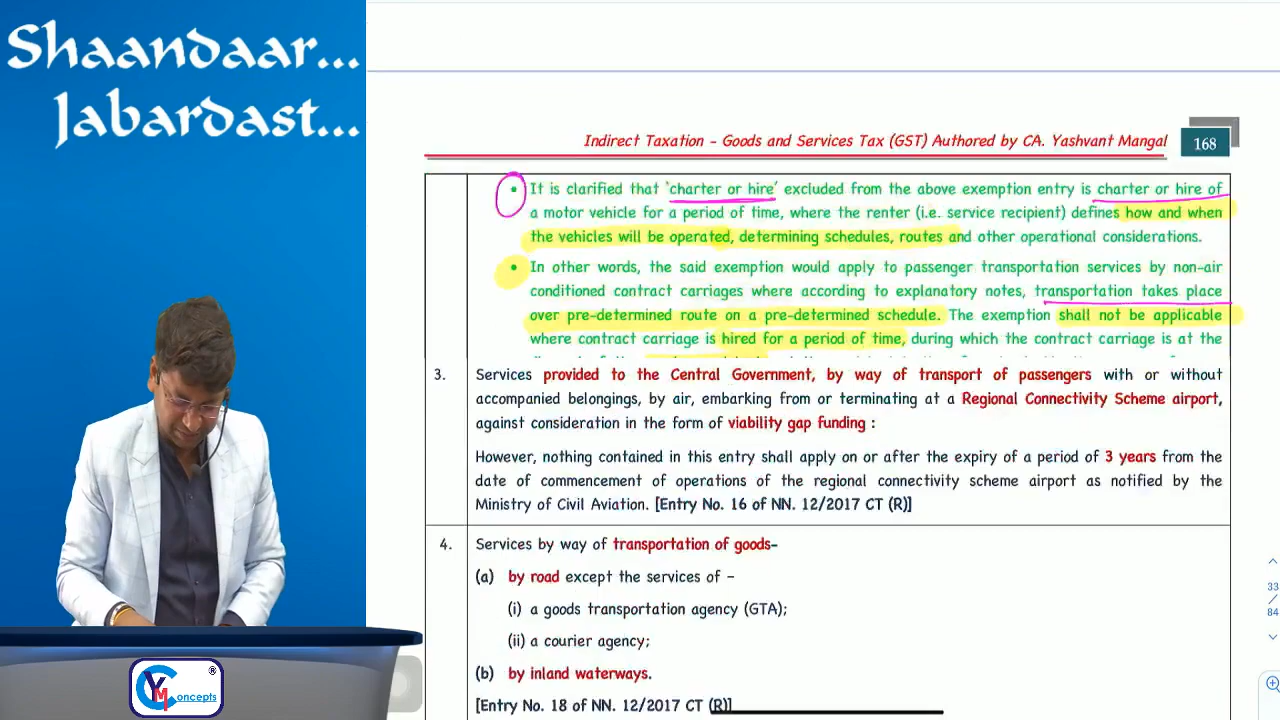 Shaandaar...
Jabardast...
Indirect Taxation - Goods and Services Tax (GST) Authored by CA. Yashvant Mangal
168
• It is clarified that 'charter or hire' excluded from the above exemption entry is charter or hire of
a motor vehicle for a period of time, where the renter (i.e. service recipient) defines how and when
the vehicles will be operated, determining schedules, routes and other operational considerations.
• In other words, the said exemption would apply to passenger transportation services by non-air
conditioned contract carriages where according to explanatory notes, transportation takes place
over pre-determined route on a pre-determined schedule. The exemption shall not be applicable
where contract carriage is hired for a period of time, during which the contract carriage is at the
3. Services provided to the Central Government, by way of transport of passengers with or without
accompanied belongings, by air, embarking from or terminating at a Regional Connectivity Scheme airport,
against consideration in the form of viability gap funding :
However, nothing contained in this entry shall apply on or after the expiry of a period of 3 years from the
date of commencement of operations of the regional connectivity scheme airport as notified by the
Ministry of Civil Aviation. [Entry No. 16 of NN. 12/2017 CT (R)]
4. Services by way of transportation of goods-
(a) by road except the services of -
(i) a goods transportation agency (GTA);
(ii) a courier agency;
(b) by inland waterways.
[Entry No. 18 of NN. 12/2017 CT (R)]
33
/
84
YM Concepts ®